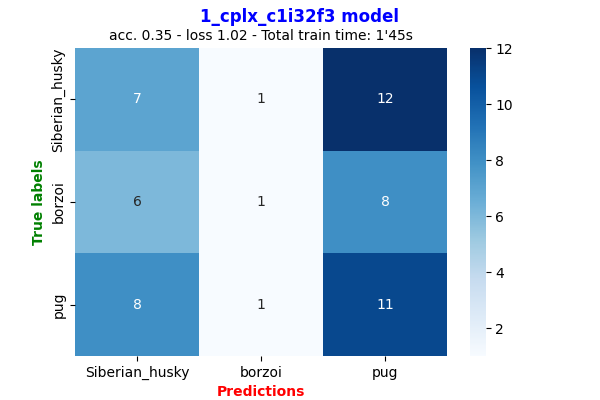 1_cplx_c1i32f3 model
acc. 0.35 - loss 1.02 - Total train time: 1'45s
True labels
Siberian_husky
borzoi
pug
7 1 12
6 1 8
8 1 11
Siberian_husky borzoi pug
Predictions
12
10
8
6
4
2